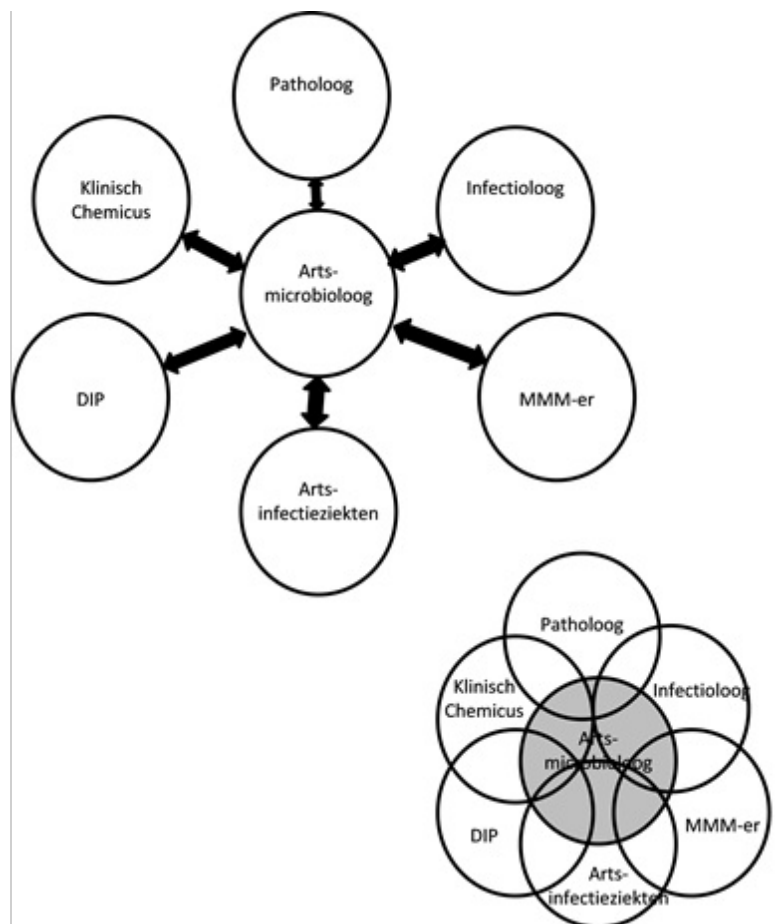 Patholoog
Klinisch
Chemicus
Infectioloog
Arts-
microbioloog
DIP
MMM-er
Arts-
infectieziekten
Patholoog
Klinisch
Chemicus
Infectioloog
Arts-
microbioloog
DIP
MMM-er
Arts-
infectieziekten